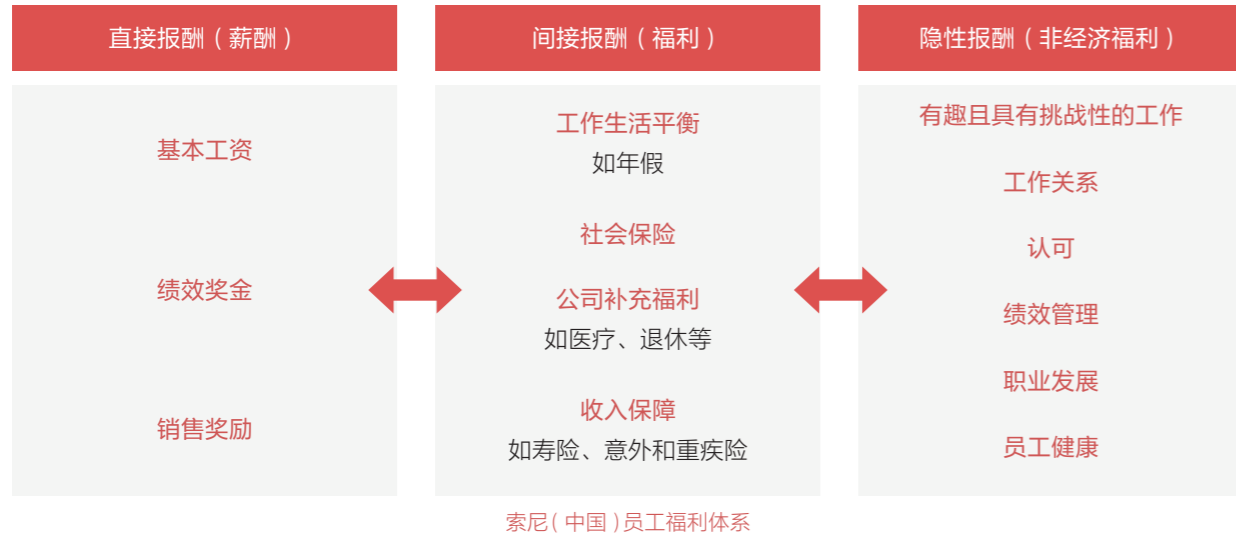 直接报酬（薪酬）
基本工资
绩效奖金
销售奖励
间接报酬（福利）
工作生活平衡
如年假
社会保险
公司补充福利
如医疗、退休等
收入保障
如寿险、意外和重疾险
隐性报酬（非经济福利）
有趣且具有挑战性的工作
工作关系
认可
绩效管理
职业发展
员工健康
索尼(中国)员工福利体系